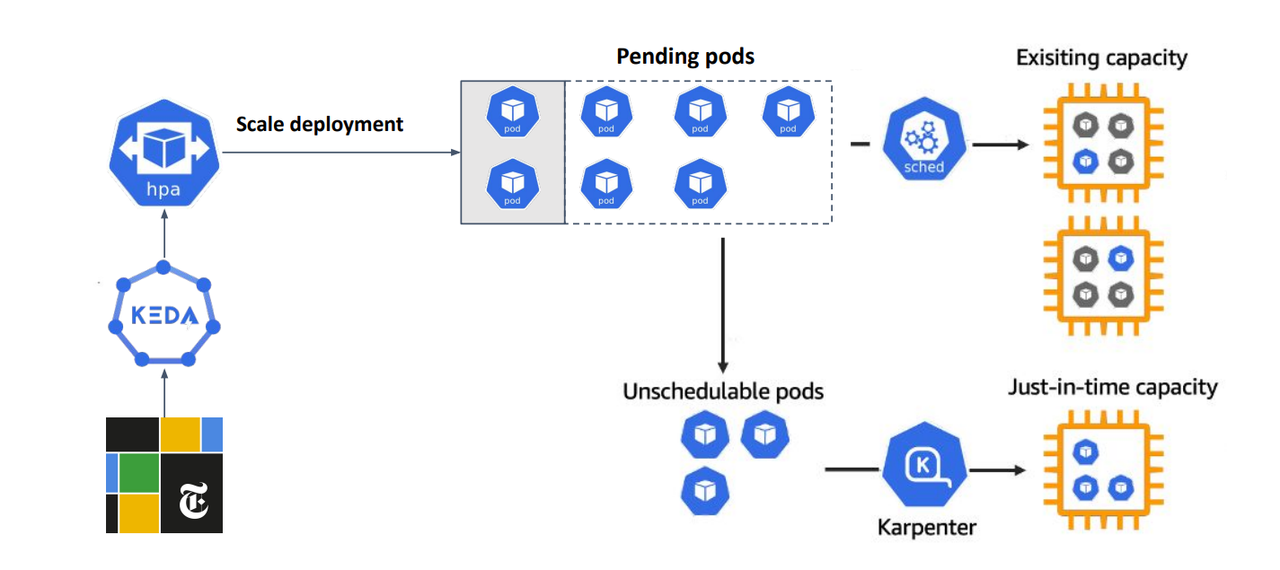 Pending pods
Exisiting capacity
Scale deployment
hpa
pod
pod
pod
pod
pod
pod
pod
sched
KEDA
Unschedulable pods
Just-in-time capacity
K
Karpenter
T